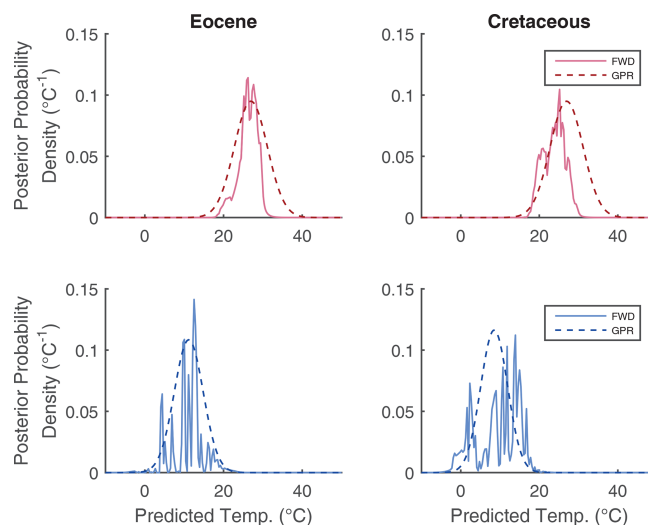 Eocene
Cretaceous
Posterior Probability
Density (°C⁻¹)
0.15
0.1
0.05
0
0
20
40
0.15
0.1
0.05
0
0
20
40
FWD
GPR
Posterior Probability
Density (°C⁻¹)
0.15
0.1
0.05
0
0
20
40
Predicted Temp. (°C)
0.15
0.1
0.05
0
0
20
40
Predicted Temp. (°C)
FWD
GPR